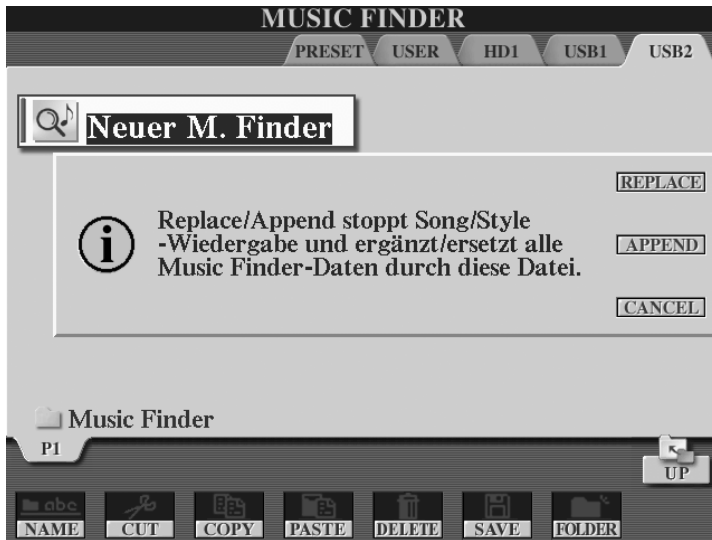 MUSIC FINDER
PRESET USER HD1 USB1 USB2
Neuer M. Finder
REPLACE
Replace/Append stoppt Song/Style
-Wiedergabe und ergänzt/ersetzt alle
Music Finder-Daten durch diese Datei.
APPEND
CANCEL
Music Finder
P1
UP
abc
NAME CUT COPY PASTE DELETE SAVE FOLDER